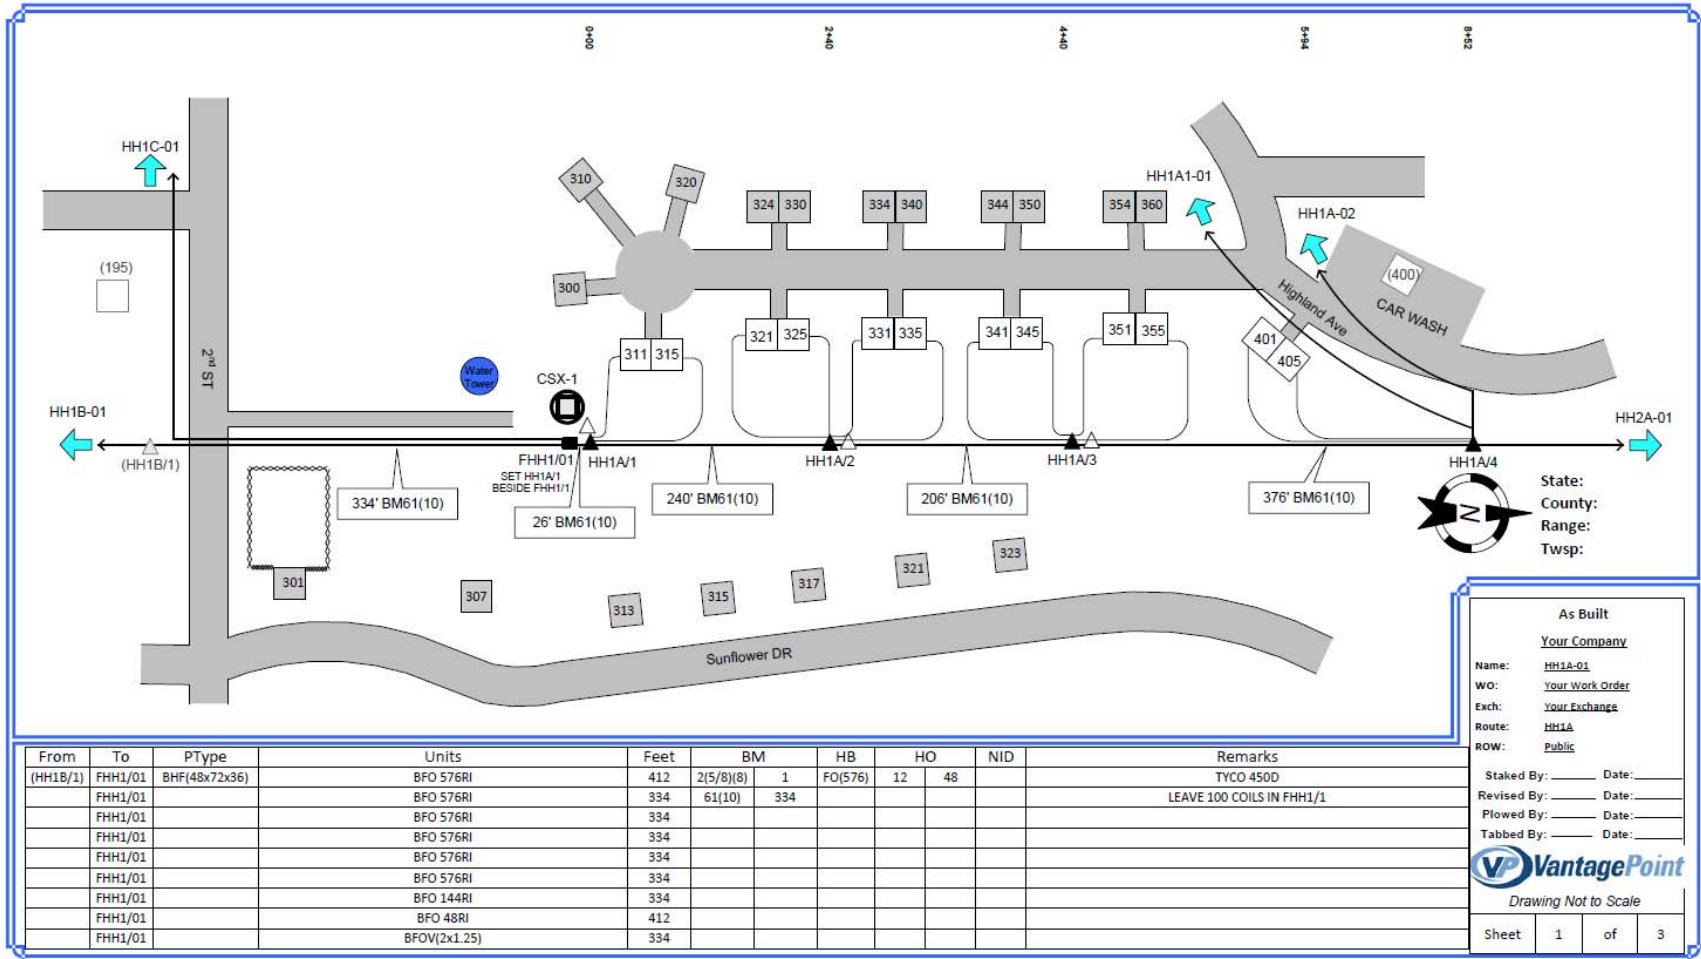 0+00
2+40
4+40
5+94
8+52
HH1C-01
HH1A1-01
HH1A-02
310
320
324 330
334 340
344 350
354 360
(195)
(400)
300
Highland Ave
CAR WASH
2nd ST
311 315
321 325
331 335
341 345
351 355
401
405
Water
Tower
CSX-1
HH1B-01
HH2A-01
(HH1B/1)
FHH1/01
HH1A/1
HH1A/2
HH1A/3
HH1A/4
SET HH1A/1
BESIDE FHH1/1
334' BM61(10)
26' BM61(10)
240' BM61(10)
206' BM61(10)
376' BM61(10)
N
State:
County:
Range:
Twsp:
301
307
313
315
317
321
323
Sunflower DR
As Built
Your Company
Name: HH1A-01
WO: Your Work Order
Exch: Your Exchange
Route: HH1A
ROW: Public
Staked By: Date:
Revised By: Date:
Plowed By: Date:
Tabbed By: Date:
VP VantagePoint
Drawing Not to Scale
Sheet 1 of 3
From To PType Units Feet BM HB HO NID Remarks
(HH1B/1) FHH1/01 BHF(48x72x36) BFO 576RI 412 2(5/8)(8) 1 FO(576) 12 48 TYCO 450D
FHH1/01 BFO 576RI 334 61(10) 334 LEAVE 100 COILS IN FHH1/1
FHH1/01 BFO 576RI 334
FHH1/01 BFO 576RI 334
FHH1/01 BFO 576RI 334
FHH1/01 BFO 576RI 334
FHH1/01 BFO 144RI 334
FHH1/01 BFO 48RI 412
FHH1/01 BFOV(2x1.25) 334